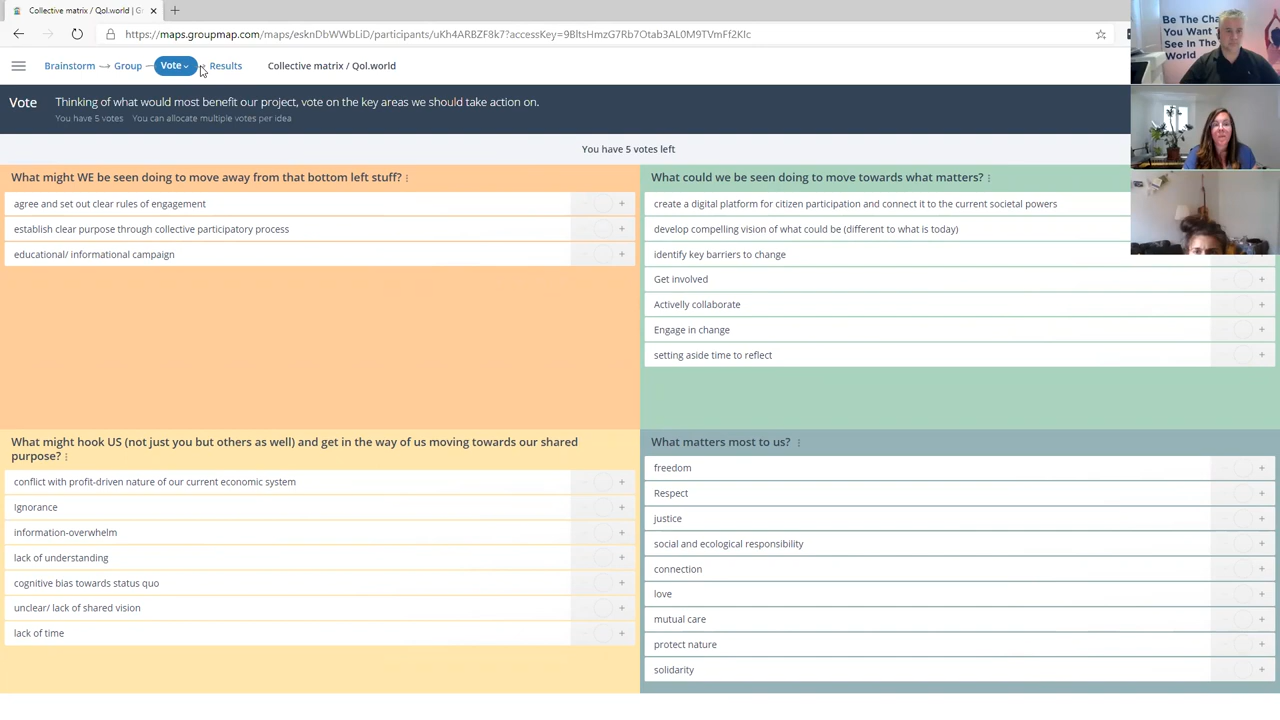 Collective matrix / Qol.world | G
https://maps.groupmap.com/maps/esknDbWWbLiD/participants/uKh4ARBZF8k7?accessKey=9BltsHmzG7Rb7Otab3AL0M9TVmFf2KIc
Be The Cha
You Want
See In The
World
Brainstorm
Group
Vote
Results
Collective matrix / Qol.world
Vote
Thinking of what would most benefit our project, vote on the key areas we should take action on.
You have 5 votes You can allocate multiple votes per idea
You have 5 votes left
What might WE be seen doing to move away from that bottom left stuff?
agree and set out clear rules of engagement
establish clear purpose through collective participatory process
educational/ informational campaign
What could we be seen doing to move towards what matters?
create a digital platform for citizen participation and connect it to the current societal powers
develop compelling vision of what could be (different to what is today)
identify key barriers to change
Get involved
Activelly collaborate
Engage in change
setting aside time to reflect
What might hook US (not just you but others as well) and get in the way of us moving towards our shared
purpose?
conflict with profit-driven nature of our current economic system
Ignorance
information-overwhelm
lack of understanding
cognitive bias towards status quo
unclear/ lack of shared vision
lack of time
What matters most to us?
freedom
Respect
justice
social and ecological responsibility
connection
love
mutual care
protect nature
solidarity